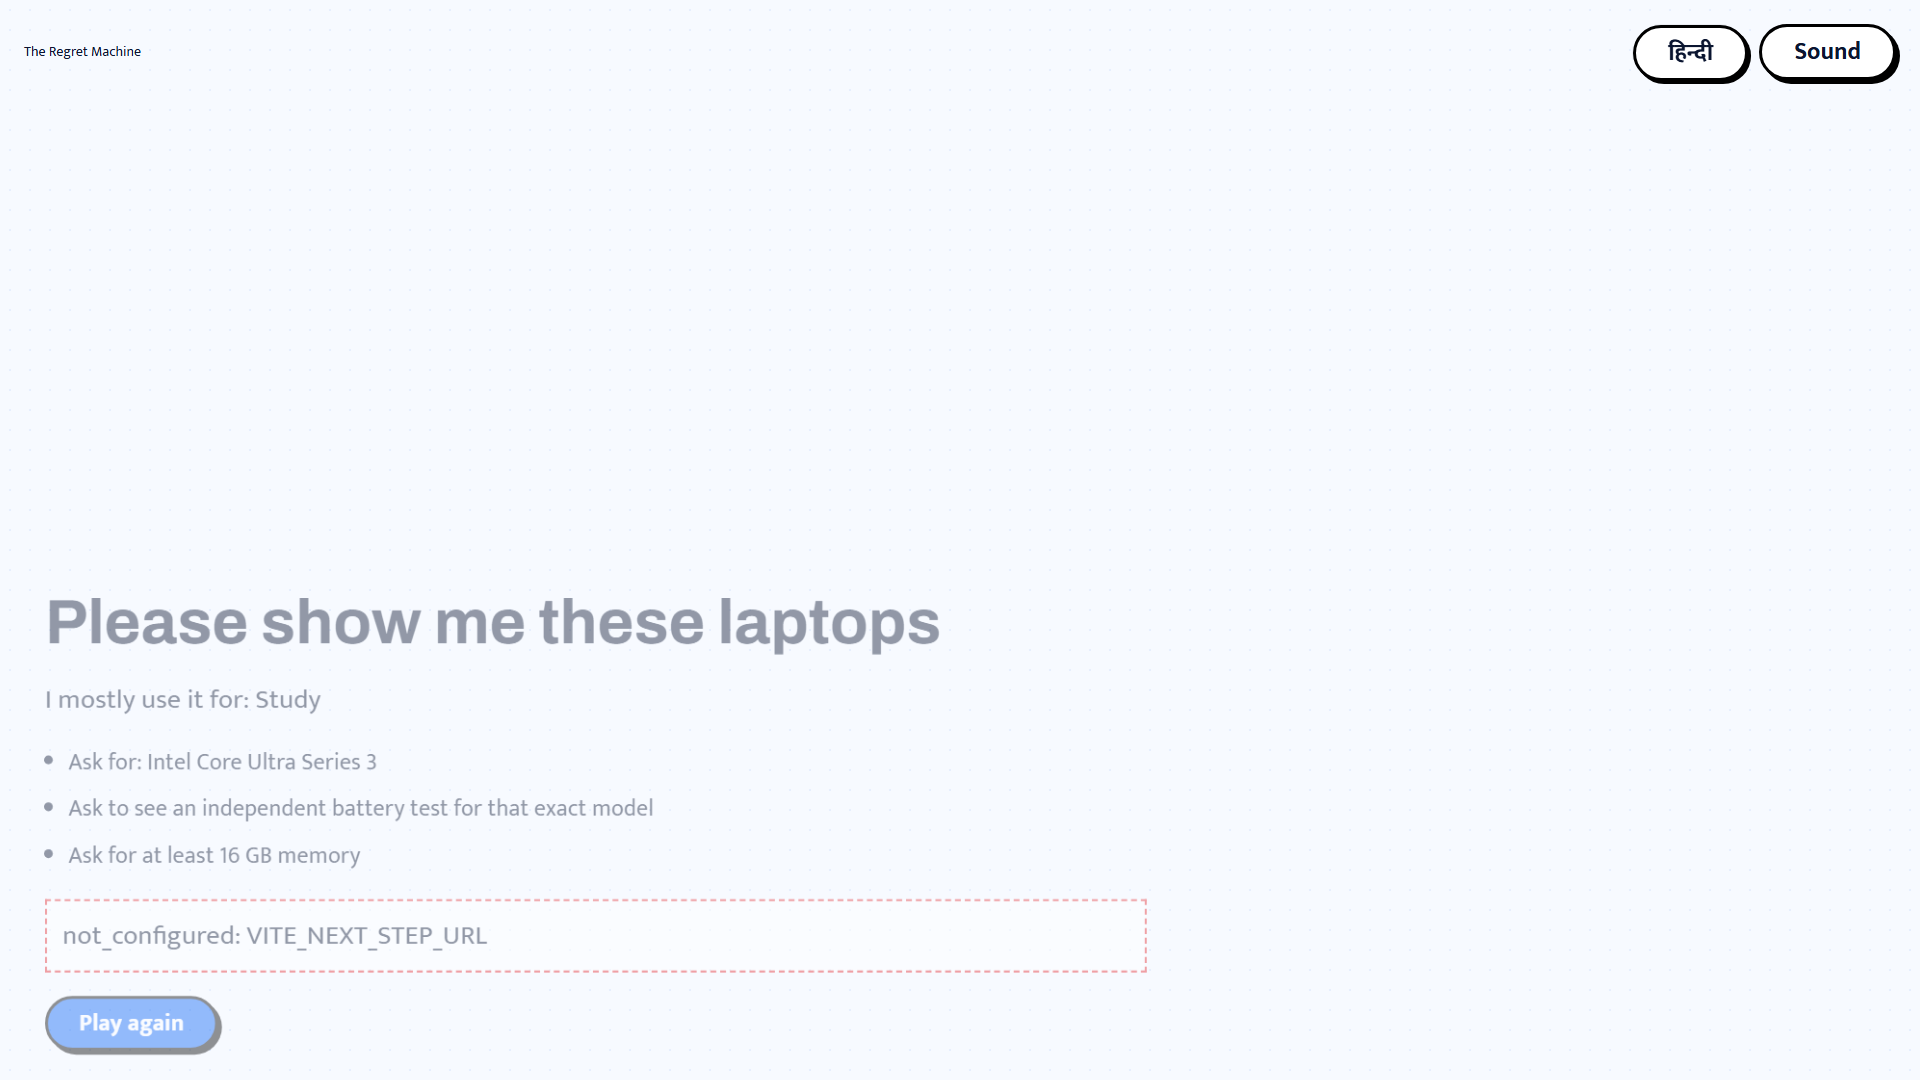 The Regret Machine
हिन्दी
Sound
Please show me these laptops
I mostly use it for: Study
Ask for: Intel Core Ultra Series 3
Ask to see an independent battery test for that exact model
Ask for at least 16 GB memory
not_configured: VITE_NEXT_STEP_URL
Play again